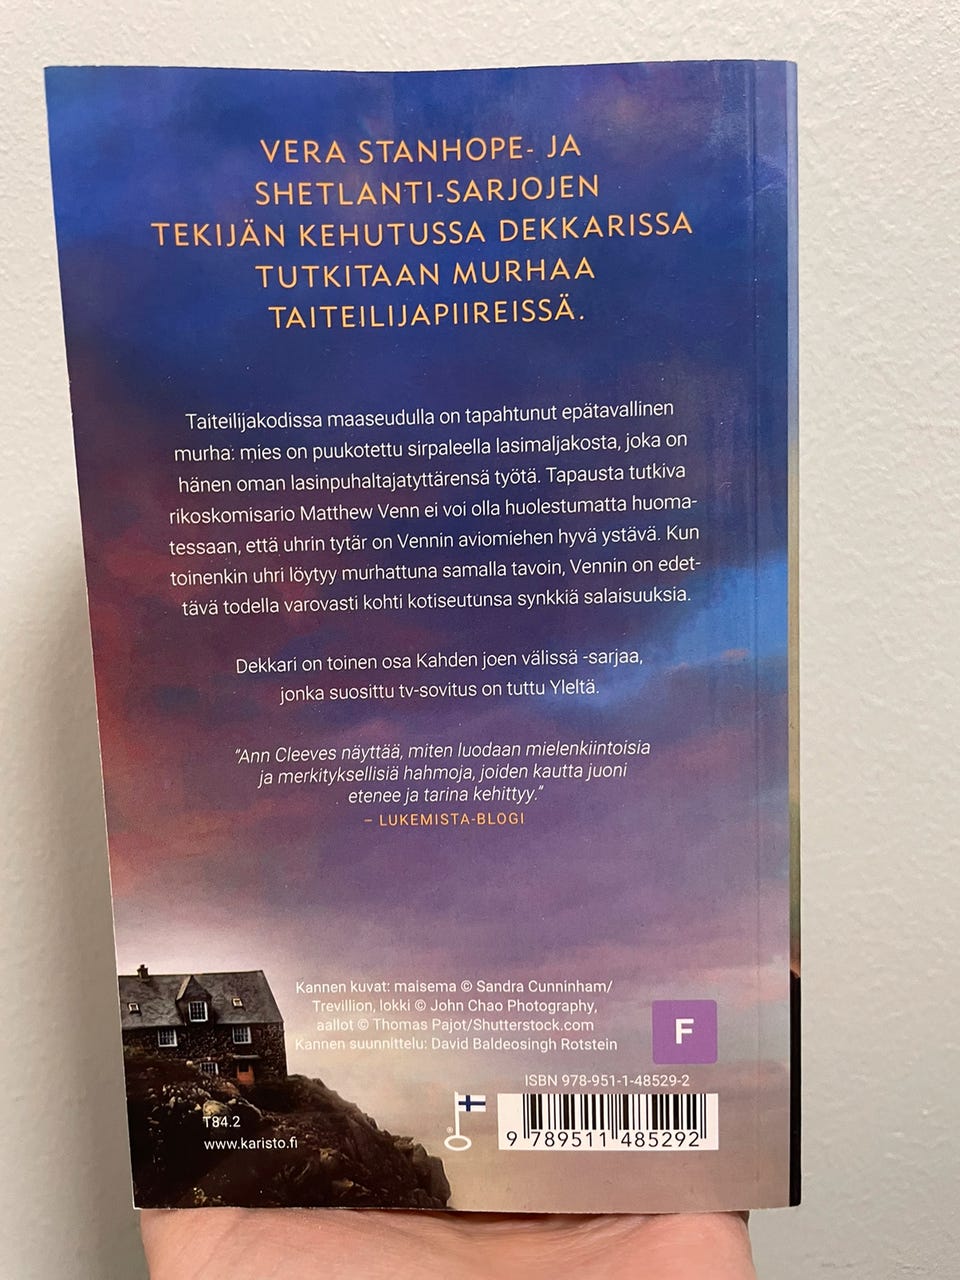 VERA STANHOPE- JA
SHETLANTI-SARJOJEN
TEKIJÄN KEHUTUSSA DEKKARISSA
TUTKITAAN MURHAA
TAITEILIJAPIIREISSÄ.
Taiteilijakodissa maaseudulla on tapahtunut epätavallinen
murha: mies on puukotettu sirpaleella lasimaljakosta, joka on
hänen oman lasinpuhaltajatyttärensä työtä. Tapausta tutkiva
rikoskomisario Matthew Venn ei voi olla huolestumatta huoma-
tessaan, että uhrin tytär on Vennin aviomiehen hyvä ystävä. Kun
toinenkin uhri löytyy murhattuna samalla tavoin, Vennin on edet-
tävä todella varovasti kohti kotiseutunsa synkkiä salaisuuksia.
Dekkari on toinen osa Kahden joen välissä -sarjaa,
jonka suosittu tv-sovitus on tuttu Yleltä.
"Ann Cleeves näyttää, miten luodaan mielenkiintoisia
ja merkityksellisiä hahmoja, joiden kautta juoni
etenee ja tarina kehittyy."
– LUKEMISTA-BLOGI
Kannen kuvat: maisema © Sandra Cunninham/
Trevillion, lokki © John Chao Photography,
aallot © Thomas Pajot/Shutterstock.com
Kannen suunnittelu: David Baldeosingh Rotstein
F
ISBN 978-951-1-48529-2
9 789511 485292
T84.2
www.karisto.fi